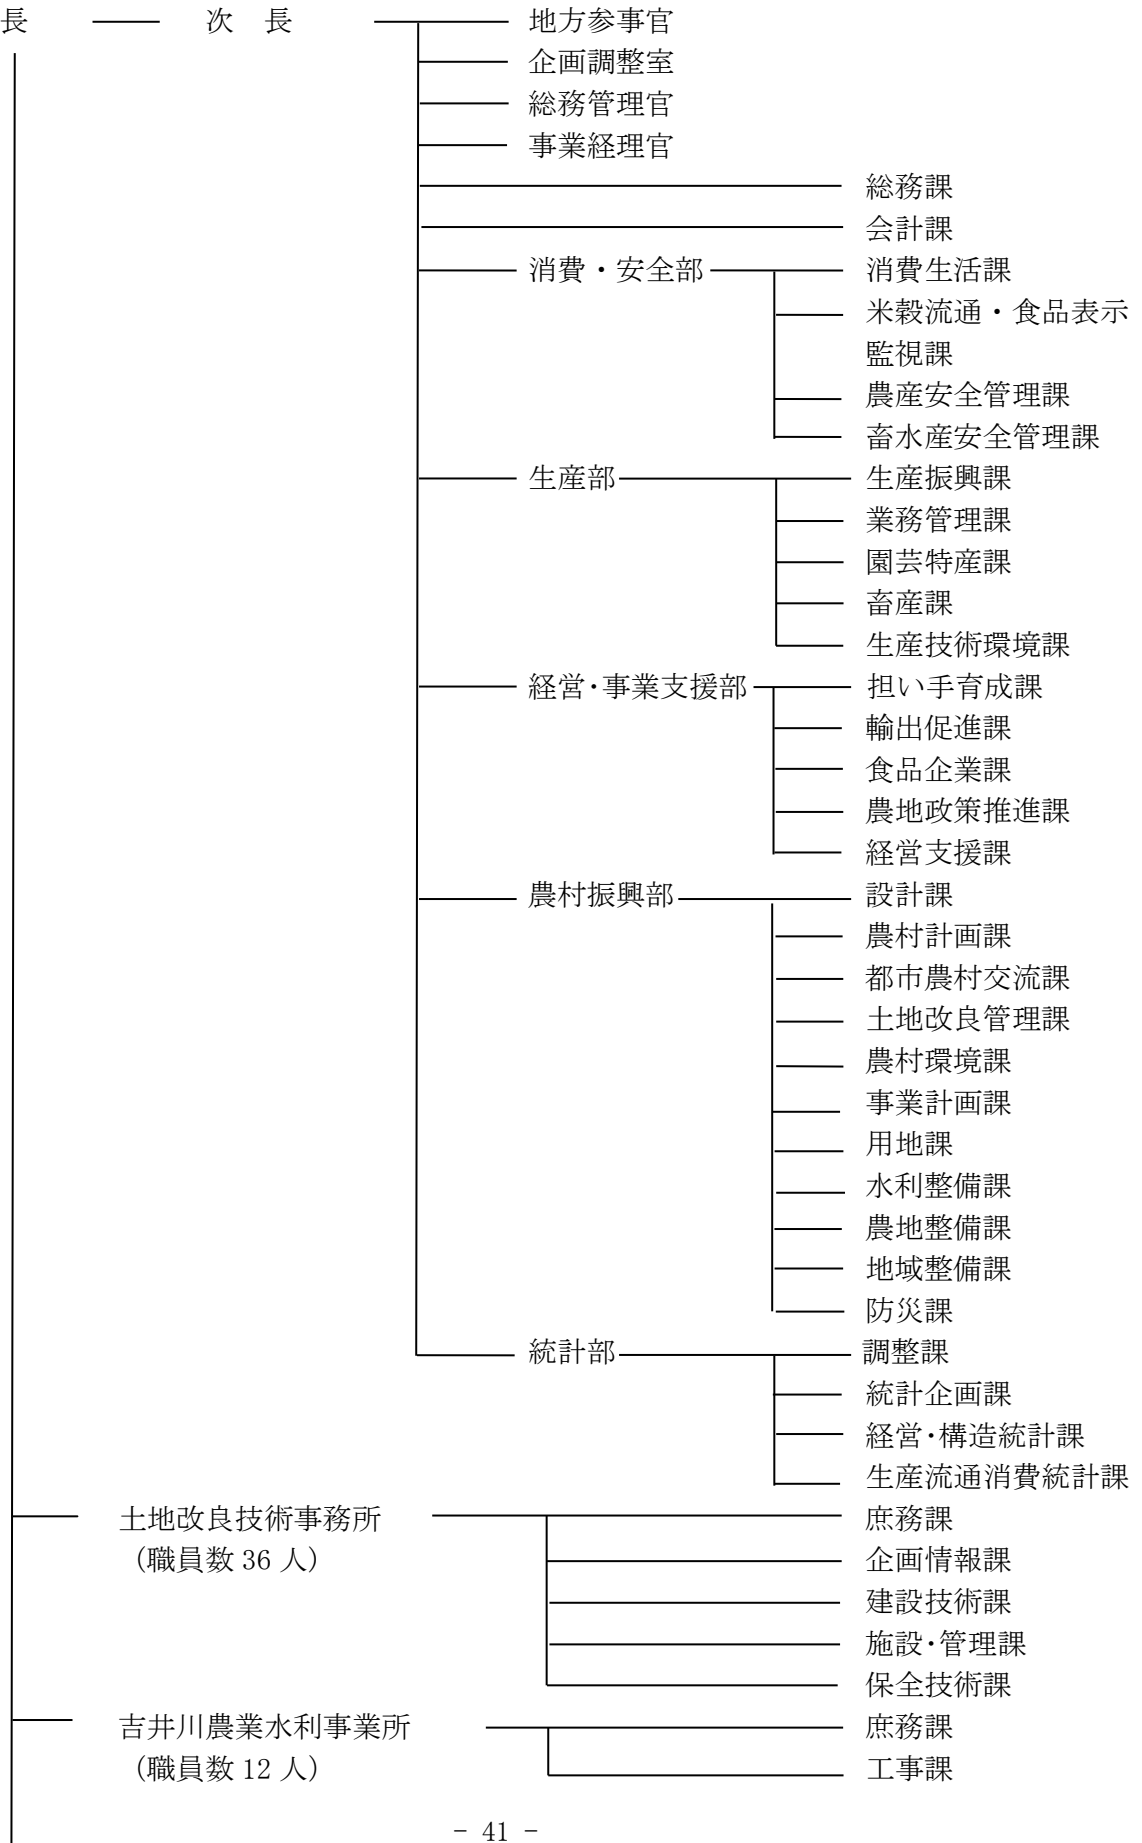 長 次 長 地方参事官
企画調整室
総務管理官
事業経理官
総務課
会計課
消費・安全部 消費生活課
米穀流通・食品表示
監視課
農産安全管理課
畜水産安全管理課
生産部 生産振興課
業務管理課
園芸特産課
畜産課
生産技術環境課
経営・事業支援部 担い手育成課
輸出促進課
食品企業課
農地政策推進課
経営支援課
農村振興部 設計課
農村計画課
都市農村交流課
土地改良管理課
農村環境課
事業計画課
用地課
水利整備課
農地整備課
地域整備課
防災課
統計部 調整課
統計企画課
経営・構造統計課
生産流通消費統計課
土地改良技術事務所 庶務課
（職員数 36 人） 企画情報課
建設技術課
施設・管理課
保全技術課
吉井川農業水利事業所 庶務課
（職員数 12 人） 工事課
- 41 -